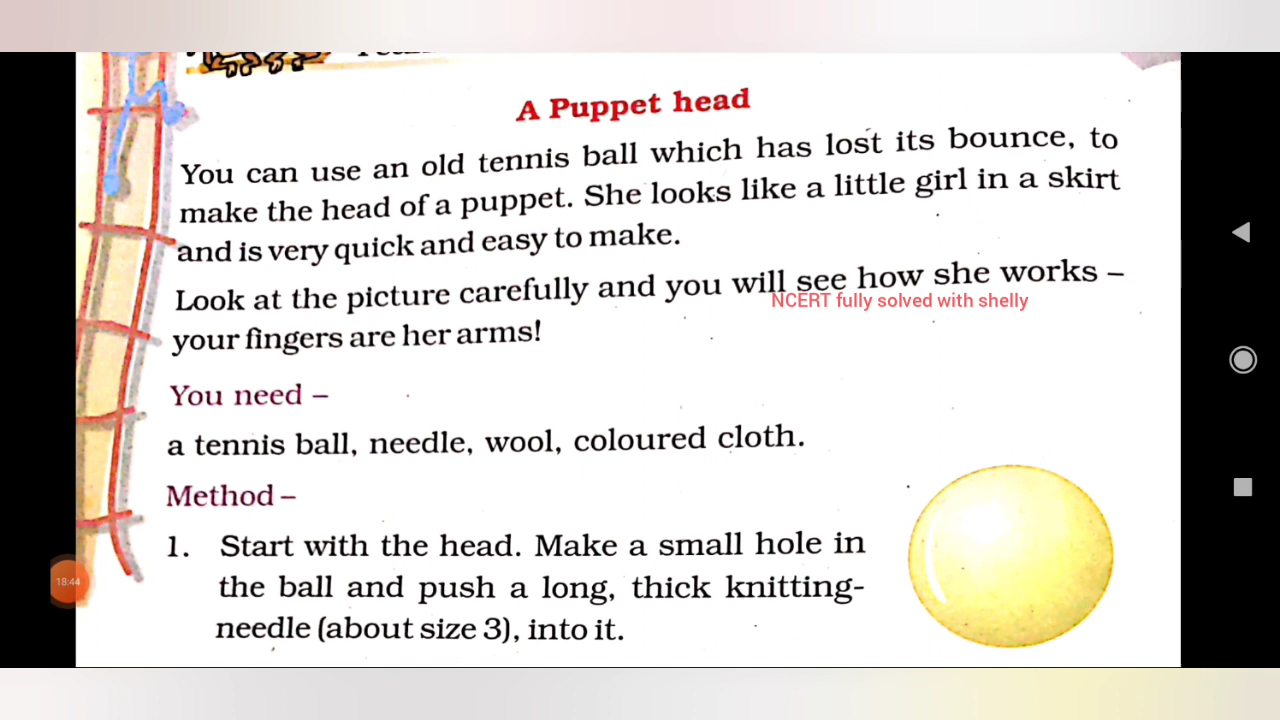 A Puppet head
You can use an old tennis ball which has lost its bounce, to
make the head of a puppet. She looks like a little girl in a skirt
and is very quick and easy to make.
Look at the picture carefully and you will see how she works –
NCERT fully solved with shelly
your fingers are her arms!
You need –
a tennis ball, needle, wool, coloured cloth.
Method –
1. Start with the head. Make a small hole in
the ball and push a long, thick knitting-
needle (about size 3), into it.
18:44